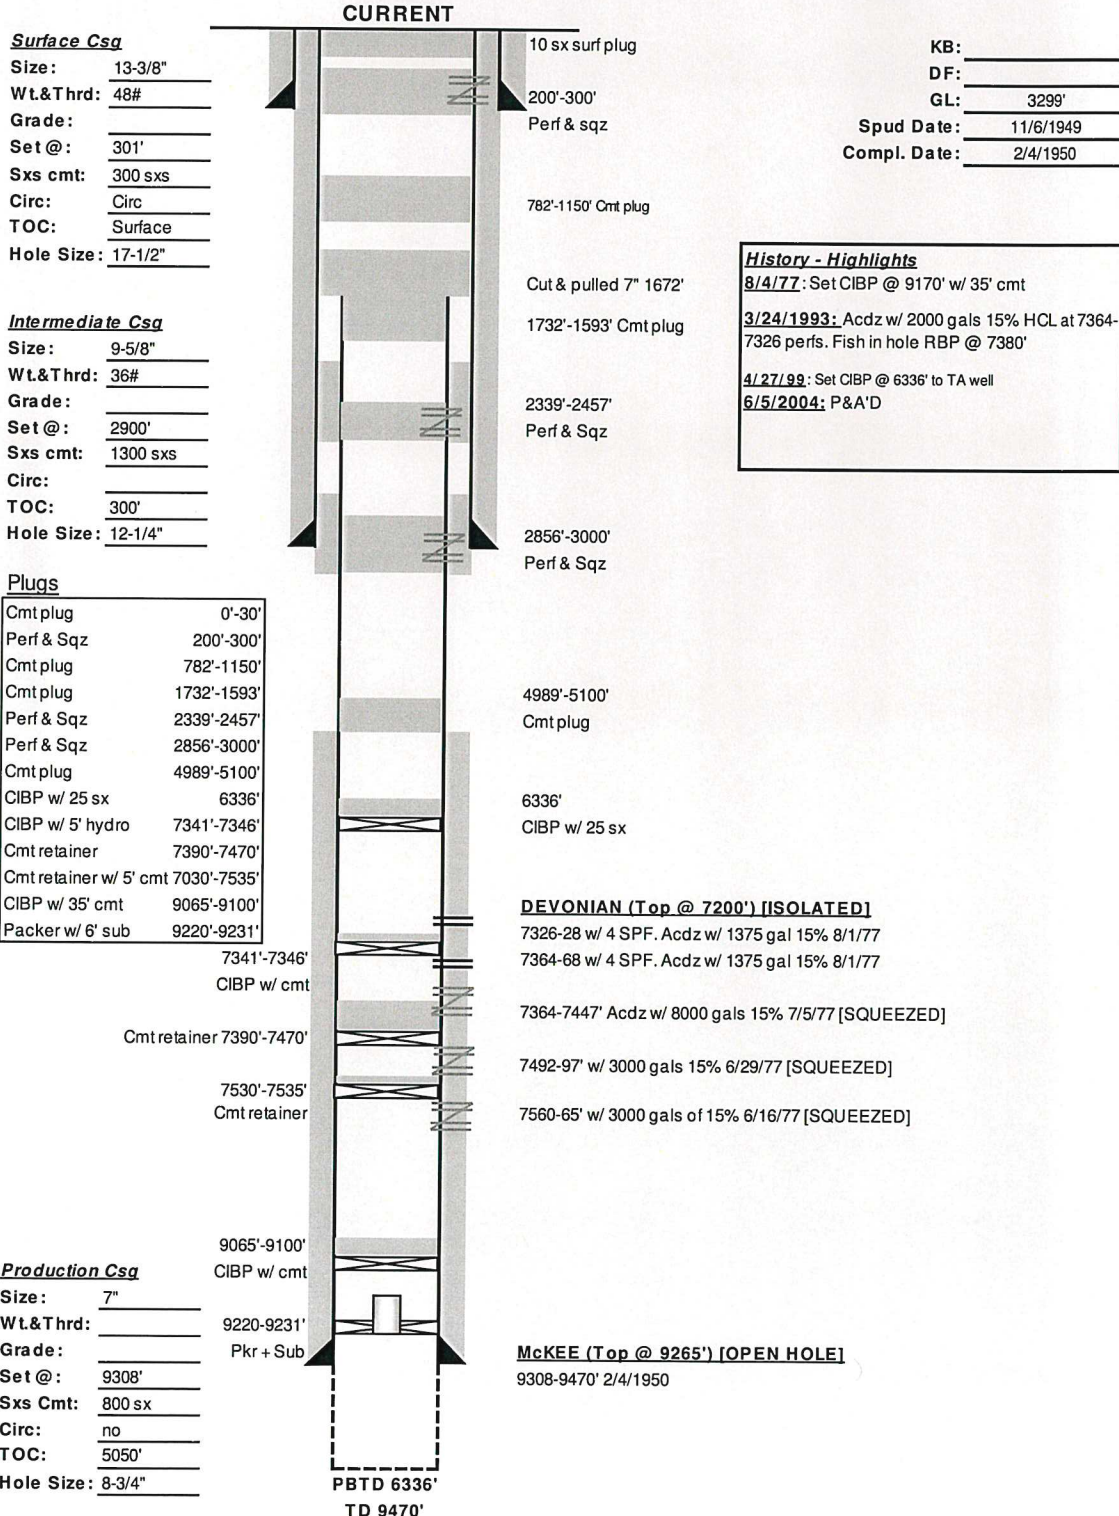 CURRENT
Surface Csg
Size: 13-3/8"
Wt.&Thrd: 48#
Grade:
Set @: 301'
Sxs cmt: 300 sxs
Circ: Circ
TOC: Surface
Hole Size: 17-1/2"
Intermediate Csg
Size: 9-5/8"
Wt.&Thrd: 36#
Grade:
Set @: 2900'
Sxs cmt: 1300 sxs
Circ:
TOC: 300'
Hole Size: 12-1/4"
Plugs
Cmt plug 0'-30'
Perf & Sqz 200'-300'
Cmt plug 782'-1150'
Cmt plug 1732'-1593'
Perf & Sqz 2339'-2457'
Perf & Sqz 2856'-3000'
Cmt plug 4989'-5100'
CIBP w/ 25 sx 6336'
CIBP w/ 5' hydro 7341'-7346'
Cmt retainer 7390'-7470'
Cmt retainer w/ 5' cmt 7030'-7535'
CIBP w/ 35' cmt 9065'-9100'
Packer w/ 6' sub 9220'-9231'
7341'-7346'
CIBP w/ cmt
Cmt retainer 7390'-7470'
7530'-7535'
Cmt retainer
9065'-9100'
CIBP w/ cmt
9220-9231'
Pkr + Sub
Production Csg
Size: 7"
Wt.&Thrd:
Grade:
Set @: 9308'
Sxs Cmt: 800 sx
Circ: no
TOC: 5050'
Hole Size: 8-3/4"
10 sx surf plug
200'-300'
Perf & sqz
782'-1150' Cmt plug
Cut & pulled 7" 1672'
1732'-1593' Cmt plug
2339'-2457'
Perf & Sqz
2856'-3000'
Perf & Sqz
4989'-5100'
Cmt plug
6336'
CIBP w/ 25 sx
DEVONIAN (Top @ 7200') [ISOLATED]
7326-28 w/ 4 SPF. Acdz w/ 1375 gal 15% 8/1/77
7364-68 w/ 4 SPF. Acdz w/ 1375 gal 15% 8/1/77
7364-7447' Acdz w/ 8000 gals 15% 7/5/77 [SQUEEZED]
7492-97' w/ 3000 gals 15% 6/29/77 [SQUEEZED]
7560-65' w/ 3000 gals of 15% 6/16/77 [SQUEEZED]
McKEE (Top @ 9265') [OPEN HOLE]
9308-9470' 2/4/1950
PBTD 6336'
TD 9470'
KB:
DF:
GL: 3299'
Spud Date: 11/6/1949
Compl. Date: 2/4/1950
History - Highlights
8/4/77: Set CIBP @ 9170' w/ 35' cmt
3/24/1993: Acdz w/ 2000 gals 15% HCL at 7364-
7326 perfs. Fish in hole RBP @ 7380'
4/27/99: Set CIBP @ 6336' to TA well
6/5/2004: P&A'D